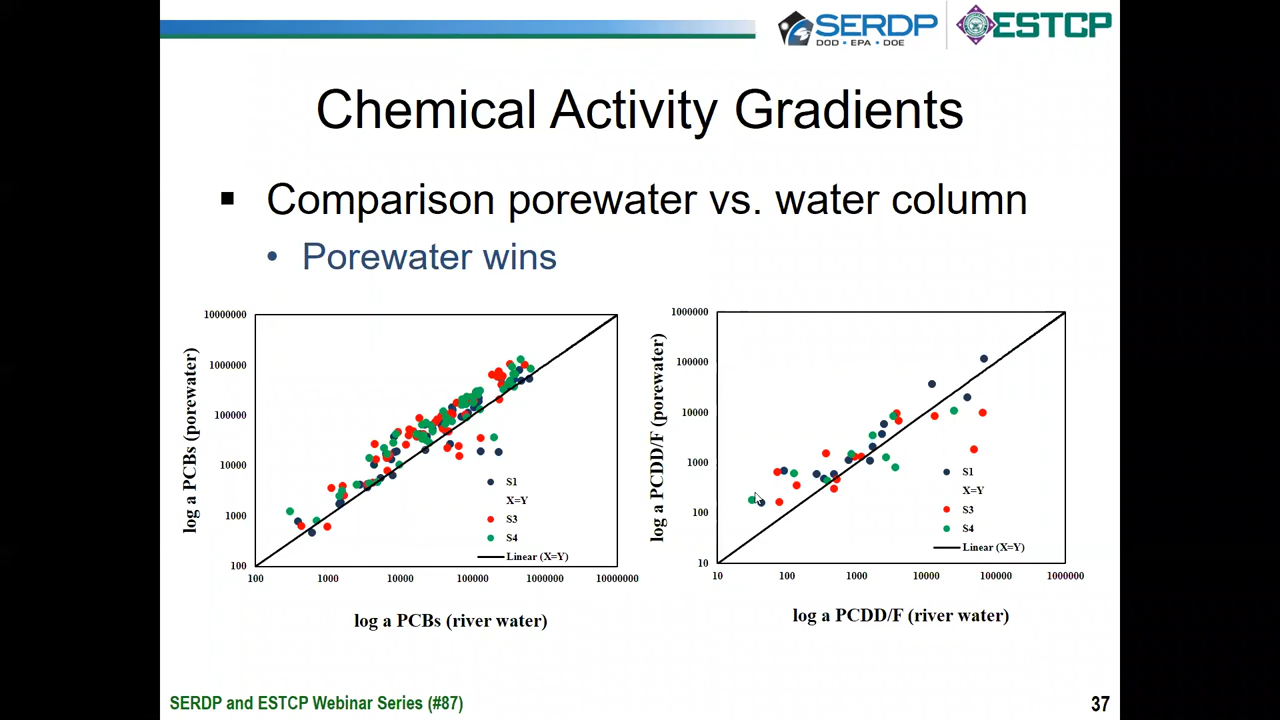 SERDP
DOD • EPA • DOE
ESTCP
Chemical Activity Gradients
Comparison porewater vs. water column
Porewater wins
log a PCBs (porewater)
10000000
1000000
100000
10000
1000
100
100 1000 10000 100000 1000000 10000000
S1
X=Y
S3
S4
Linear (X=Y)
log a PCBs (river water)
log a PCDD/F (porewater)
1000000
100000
10000
1000
100
10
10 100 1000 10000 100000 1000000
S1
X=Y
S3
S4
Linear (X=Y)
log a PCDD/F (river water)
SERDP and ESTCP Webinar Series (#87)
37